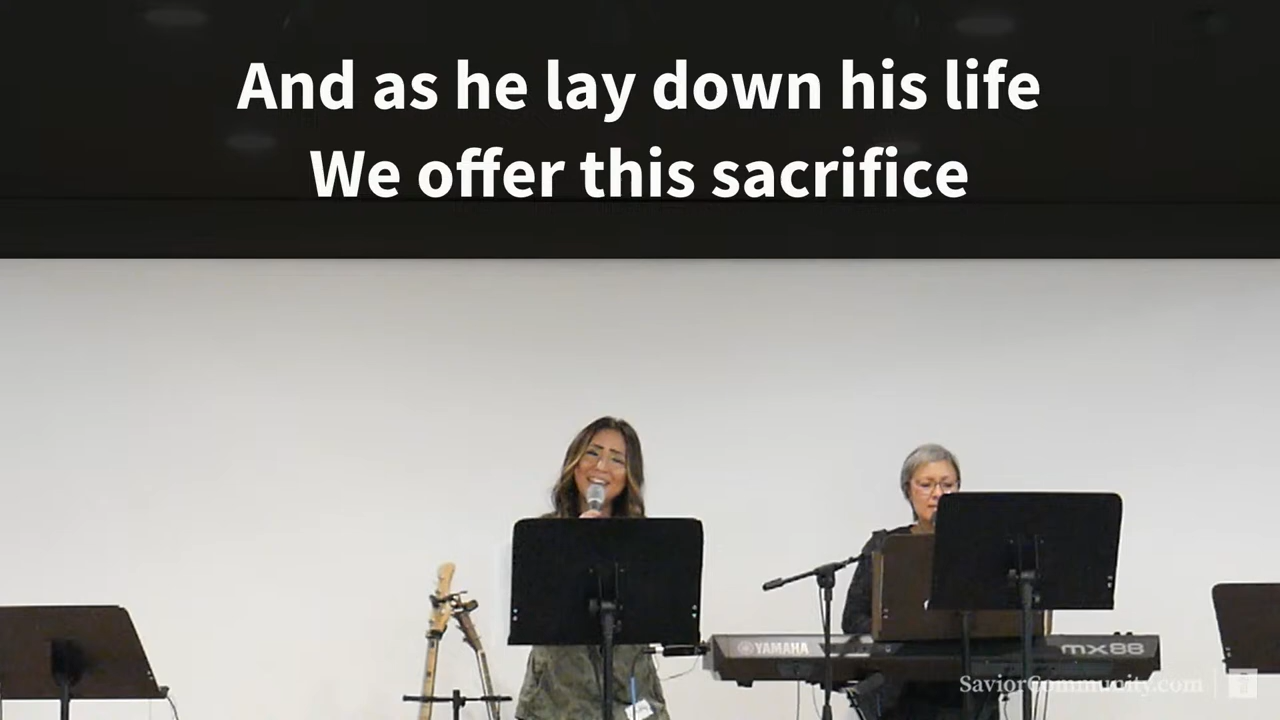 And as he lay down his life
We offer this sacrifice
YAMAHA
MX88
SaviorCommunity.com